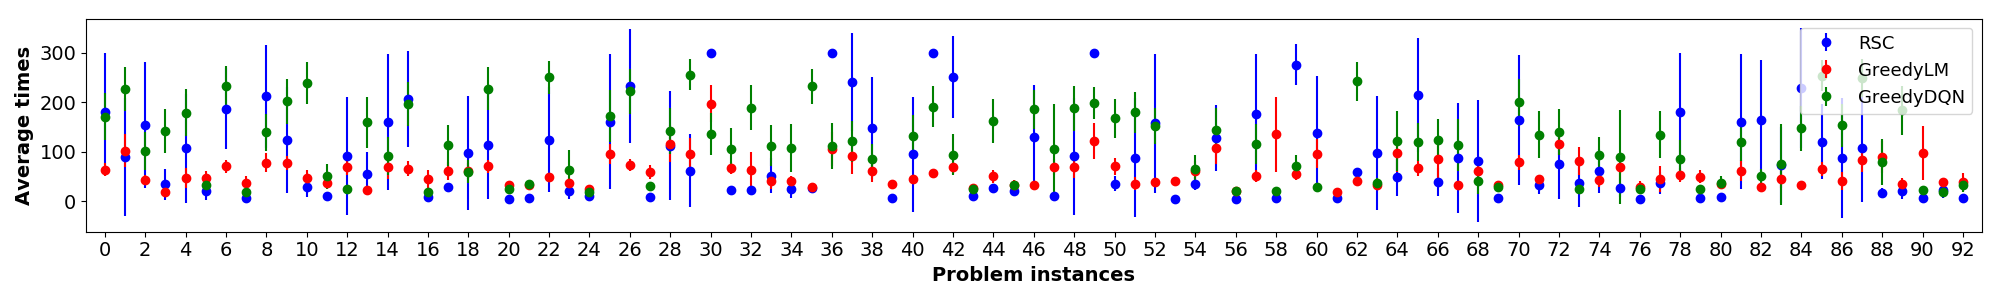 Average times
300
200
100
0
RSC
GreedyLM
GreedyDQN
0 2 4 6 8 10 12 14 16 18 20 22 24 26 28 30 32 34 36 38 40 42 44 46 48 50 52 54 56 58 60 62 64 66 68 70 72 74 76 78 80 82 84 86 88 90 92
Problem instances